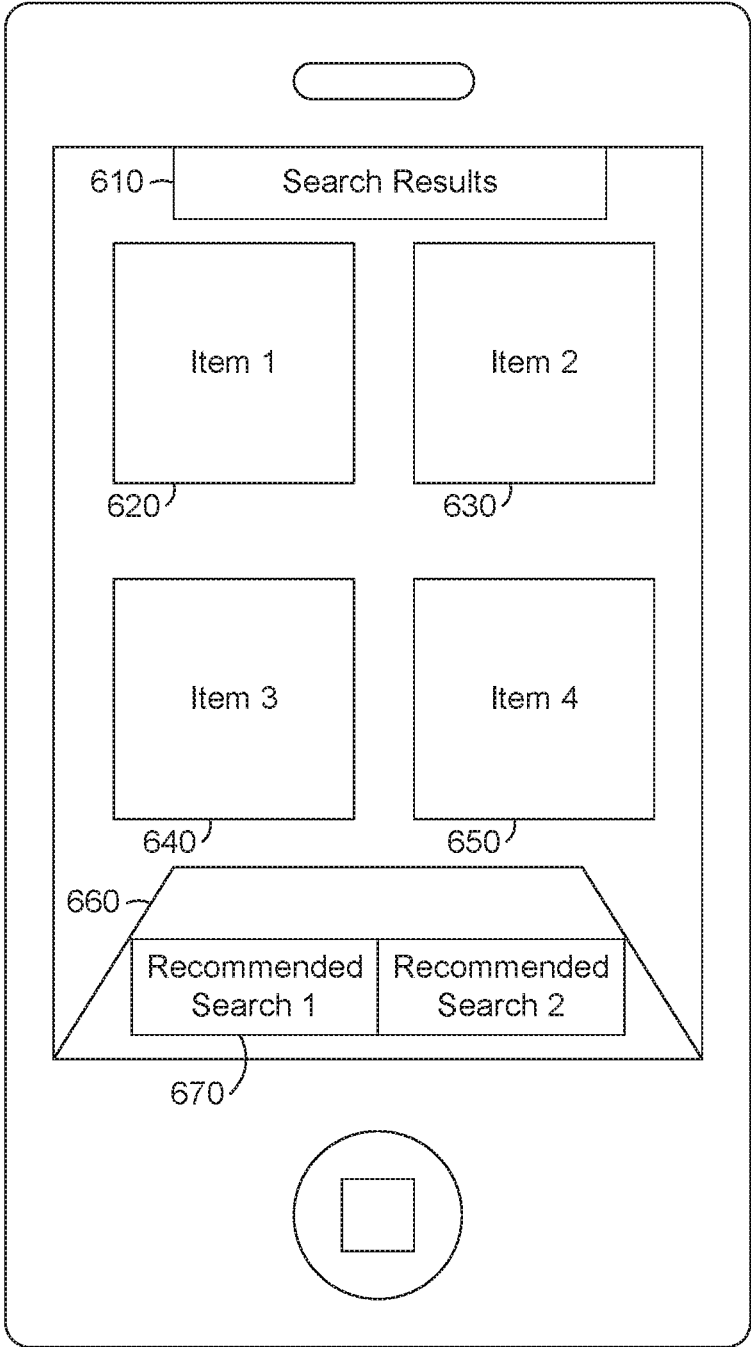 610
Search Results
Item 1
Item 2
620
630
Item 3
Item 4
640
650
660
Recommended
Search 1
Recommended
Search 2
670